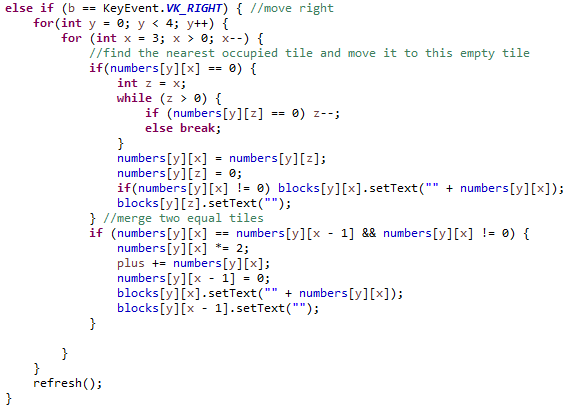 else if (b == KeyEvent.VK_RIGHT) { //move right
    for(int y = 0; y < 4; y++) {
        for (int x = 3; x > 0; x--) {
            //find the nearest occupied tile and move it to this empty tile
            if(numbers[y][x] == 0) {
                int z = x;
                while (z > 0) {
                    if (numbers[y][z] == 0) z--;
                    else break;
                }
                numbers[y][x] = numbers[y][z];
                numbers[y][z] = 0;
                if(numbers[y][x] != 0) blocks[y][x].setText("" + numbers[y][x]);
                blocks[y][z].setText("");
            } //merge two equal tiles
            if (numbers[y][x] == numbers[y][x - 1] && numbers[y][x] != 0) {
                numbers[y][x] *= 2;
                plus += numbers[y][x];
                numbers[y][x - 1] = 0;
                blocks[y][x].setText("" + numbers[y][x]);
                blocks[y][x - 1].setText("");
            }

        }
    }
    refresh();
}